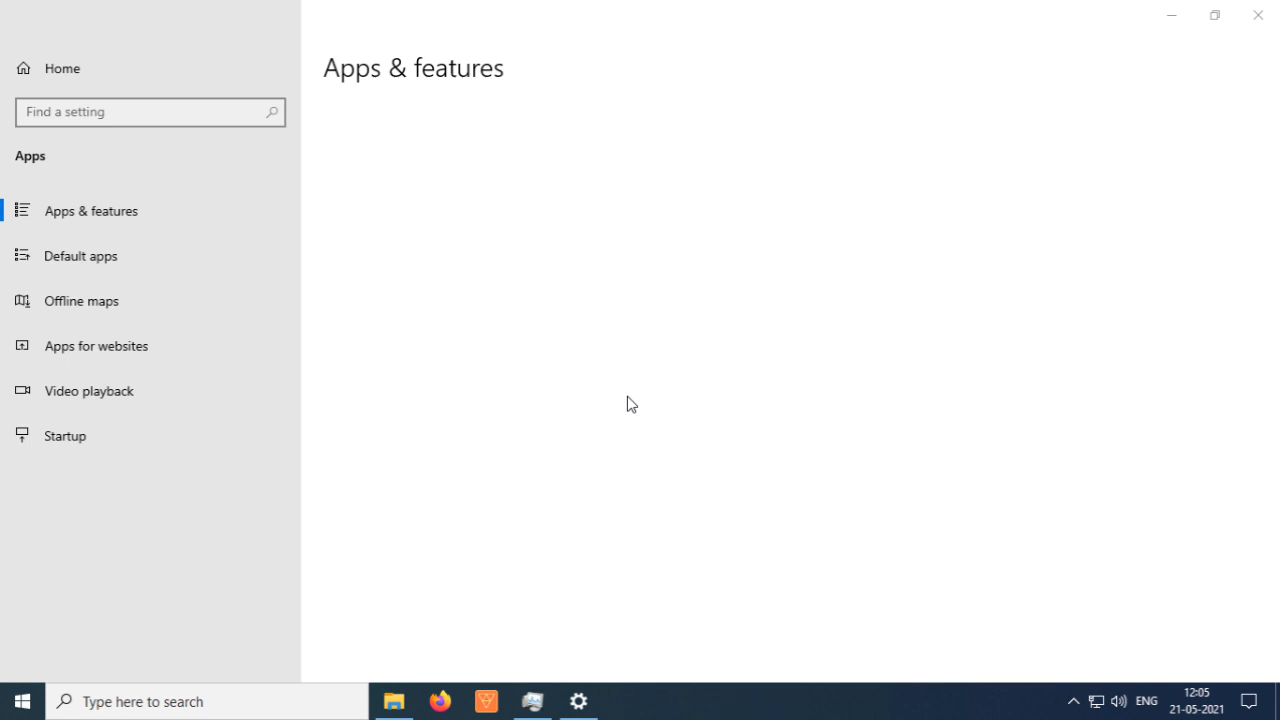 Home
Apps & features
Find a setting
Apps
Apps & features
Default apps
Offline maps
Apps for websites
Video playback
Startup
Type here to search
ENG
12:05
21-05-2021